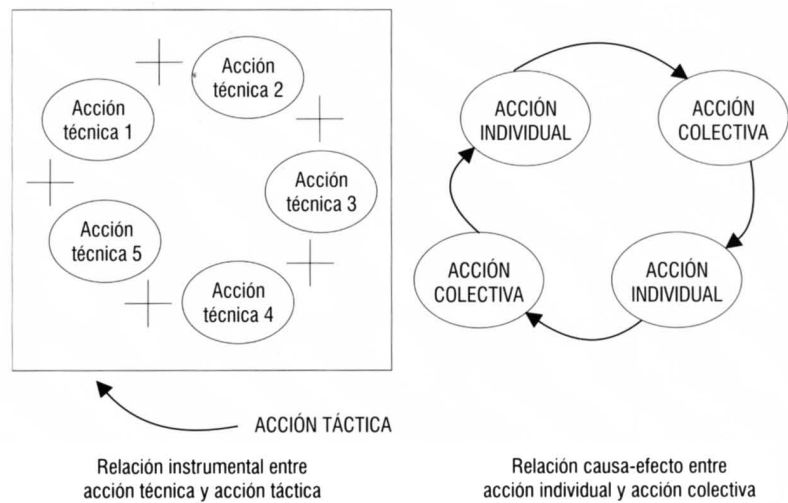 Acción
técnica 1
Acción
técnica 2
Acción
técnica 3
Acción
técnica 4
Acción
técnica 5
ACCIÓN TÁCTICA
Relación instrumental entre
acción técnica y acción táctica
ACCIÓN
INDIVIDUAL
ACCIÓN
COLECTIVA
ACCIÓN
INDIVIDUAL
ACCIÓN
COLECTIVA
Relación causa-efecto entre
acción individual y acción colectiva